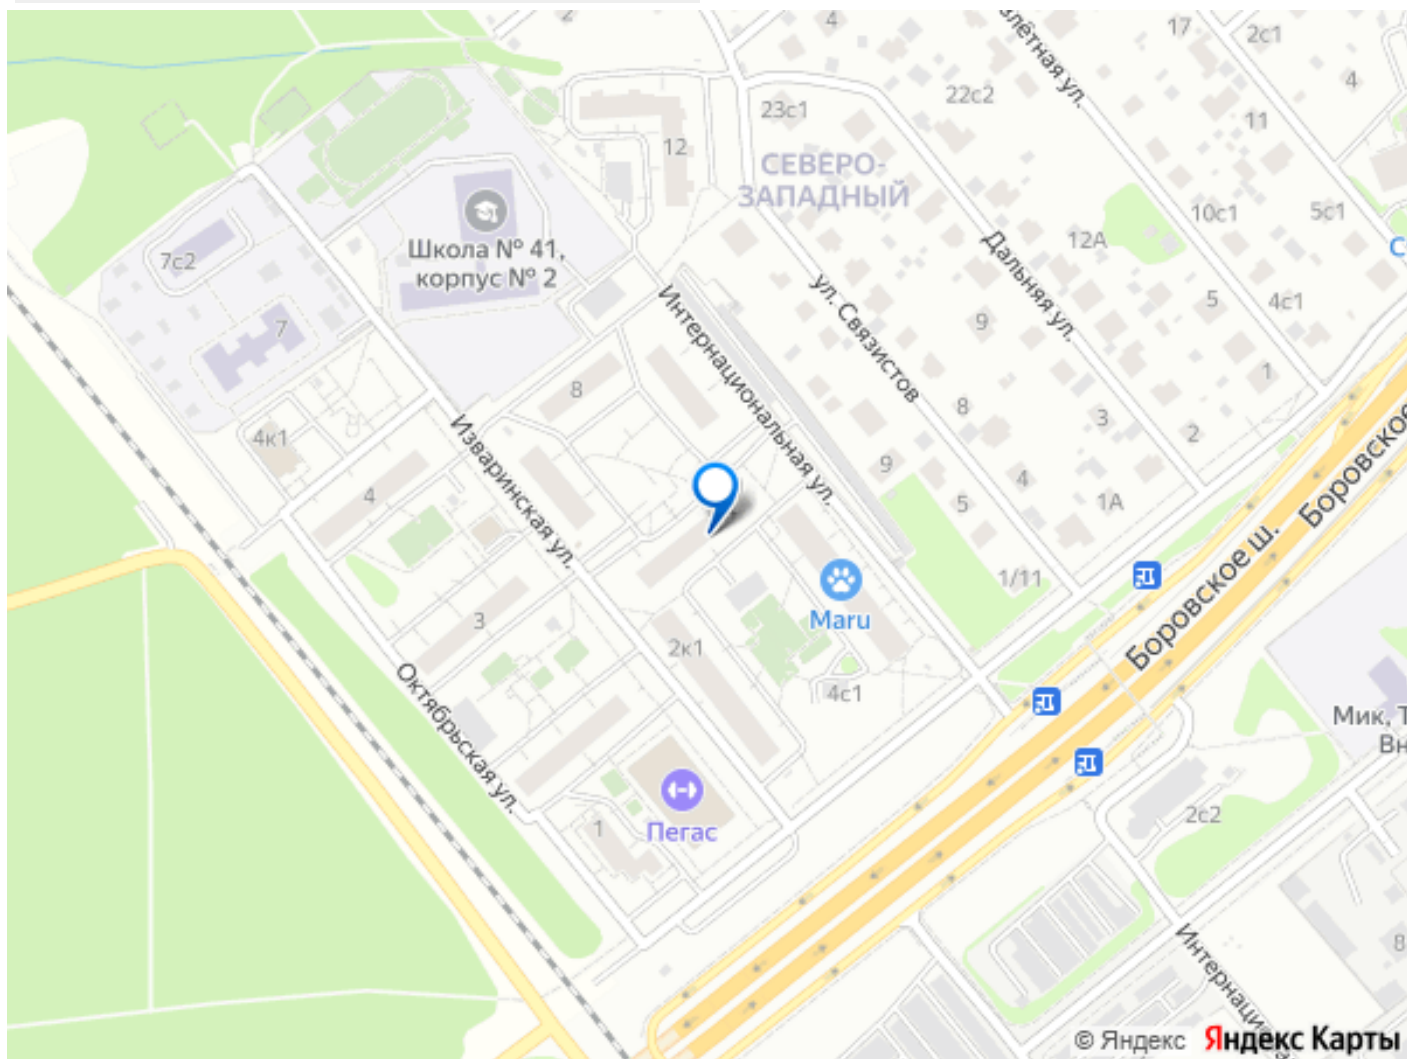 2
4
17
2с1
злётная ул.
4
23с1
22с2
11
12
СЕВЕРО-
ЗАПАДНЫЙ
Школа № 41,
корпус № 2
7с2
10с1
5с1
12А
Дальняя ул.
ул. Связистов
Интернациональная ул.
5
4с1
9
7
8
1
8
3
2
4к1
Изваринская ул.
9
4
1А
5
4
Боровское
Боровское ш.
1/11
Maru
3
2к1
4с1
Октябрьская ул.
Мик,
Пегас
1
2с2
8
Интернацио
© Яндекс Яндекс Карты